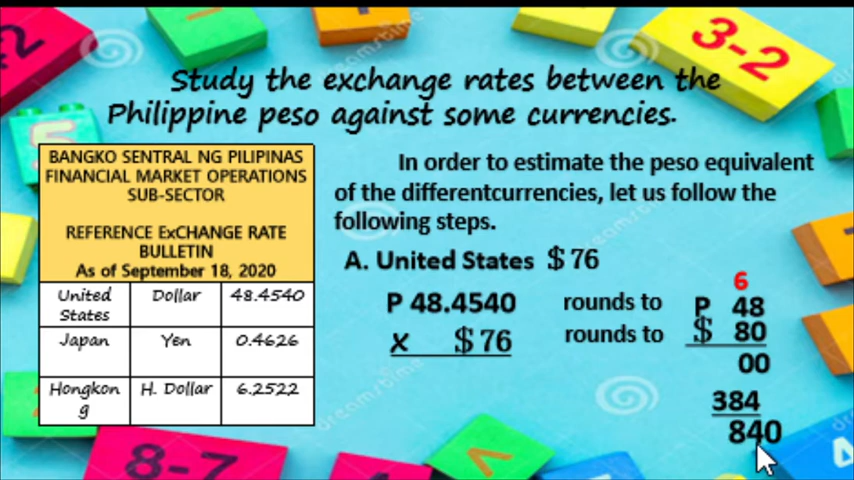 3-2
Study the exchange rates between the
Philippine peso against some currencies.
5
BANGKO SENTRAL NG PILIPINAS
FINANCIAL MARKET OPERATIONS
SUB-SECTOR
REFERENCE ExCHANGE RATE
BULLETIN
As of September 18, 2020
United States Dollar 48.4540
Japan Yen 0.4626
Hongkon
g H. Dollar 6.2522
In order to estimate the peso equivalent
of the differentcurrencies, let us follow the
following steps.
A. United States $76
6
P 48.4540 rounds to P 48
x $76 rounds to $ 80
00
384
840
8-7
dreamstime